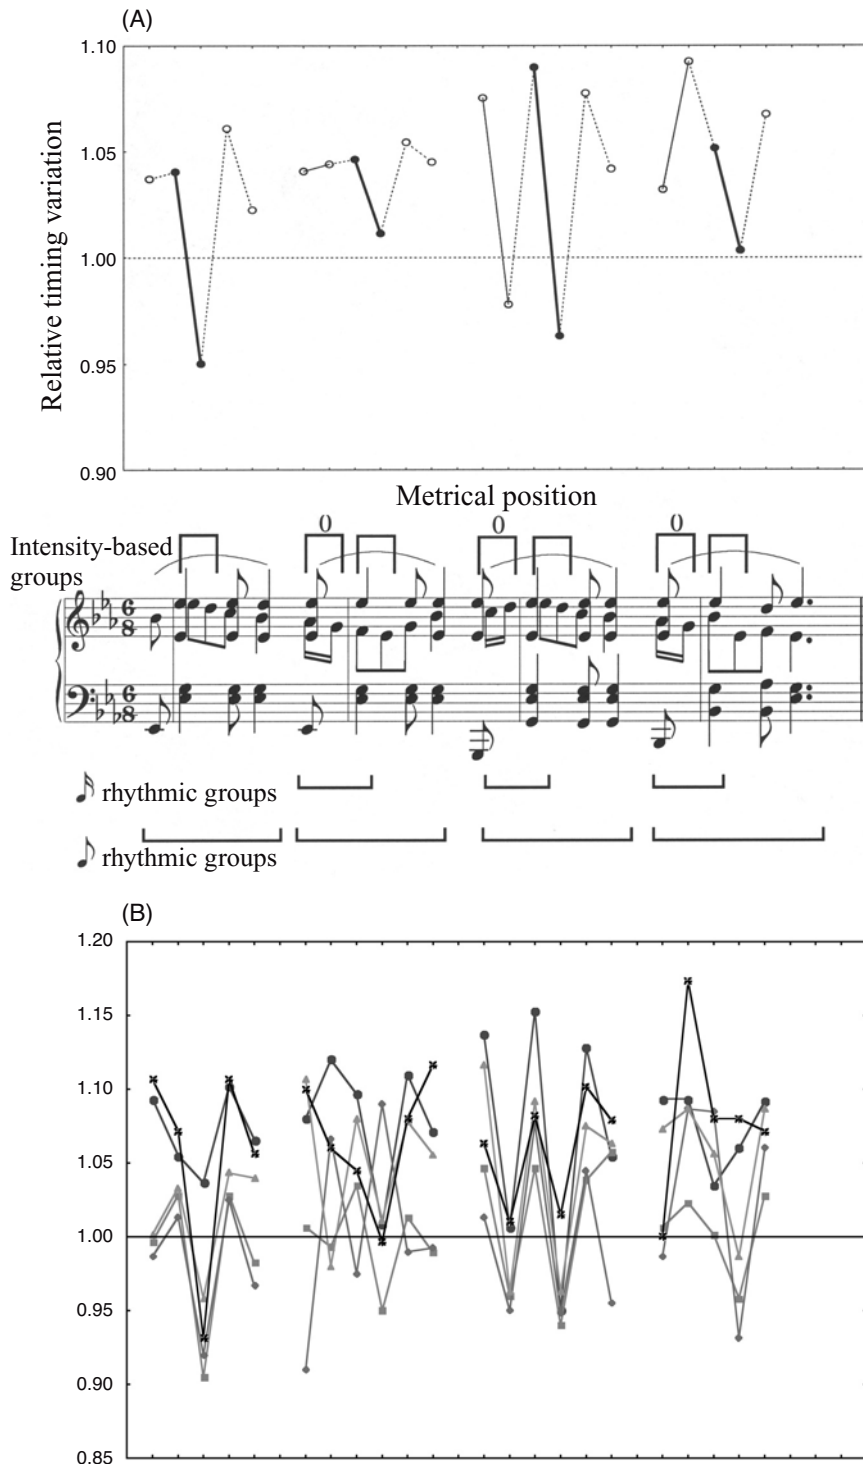 (A)
1.10
1.05
1.00
0.95
0.90
Relative timing variation
Metrical position
Intensity-based
groups
0
0
0
6
8
6
8
rhythmic groups
rhythmic groups
(B)
1.20
1.15
1.10
1.05
1.00
0.95
0.90
0.85